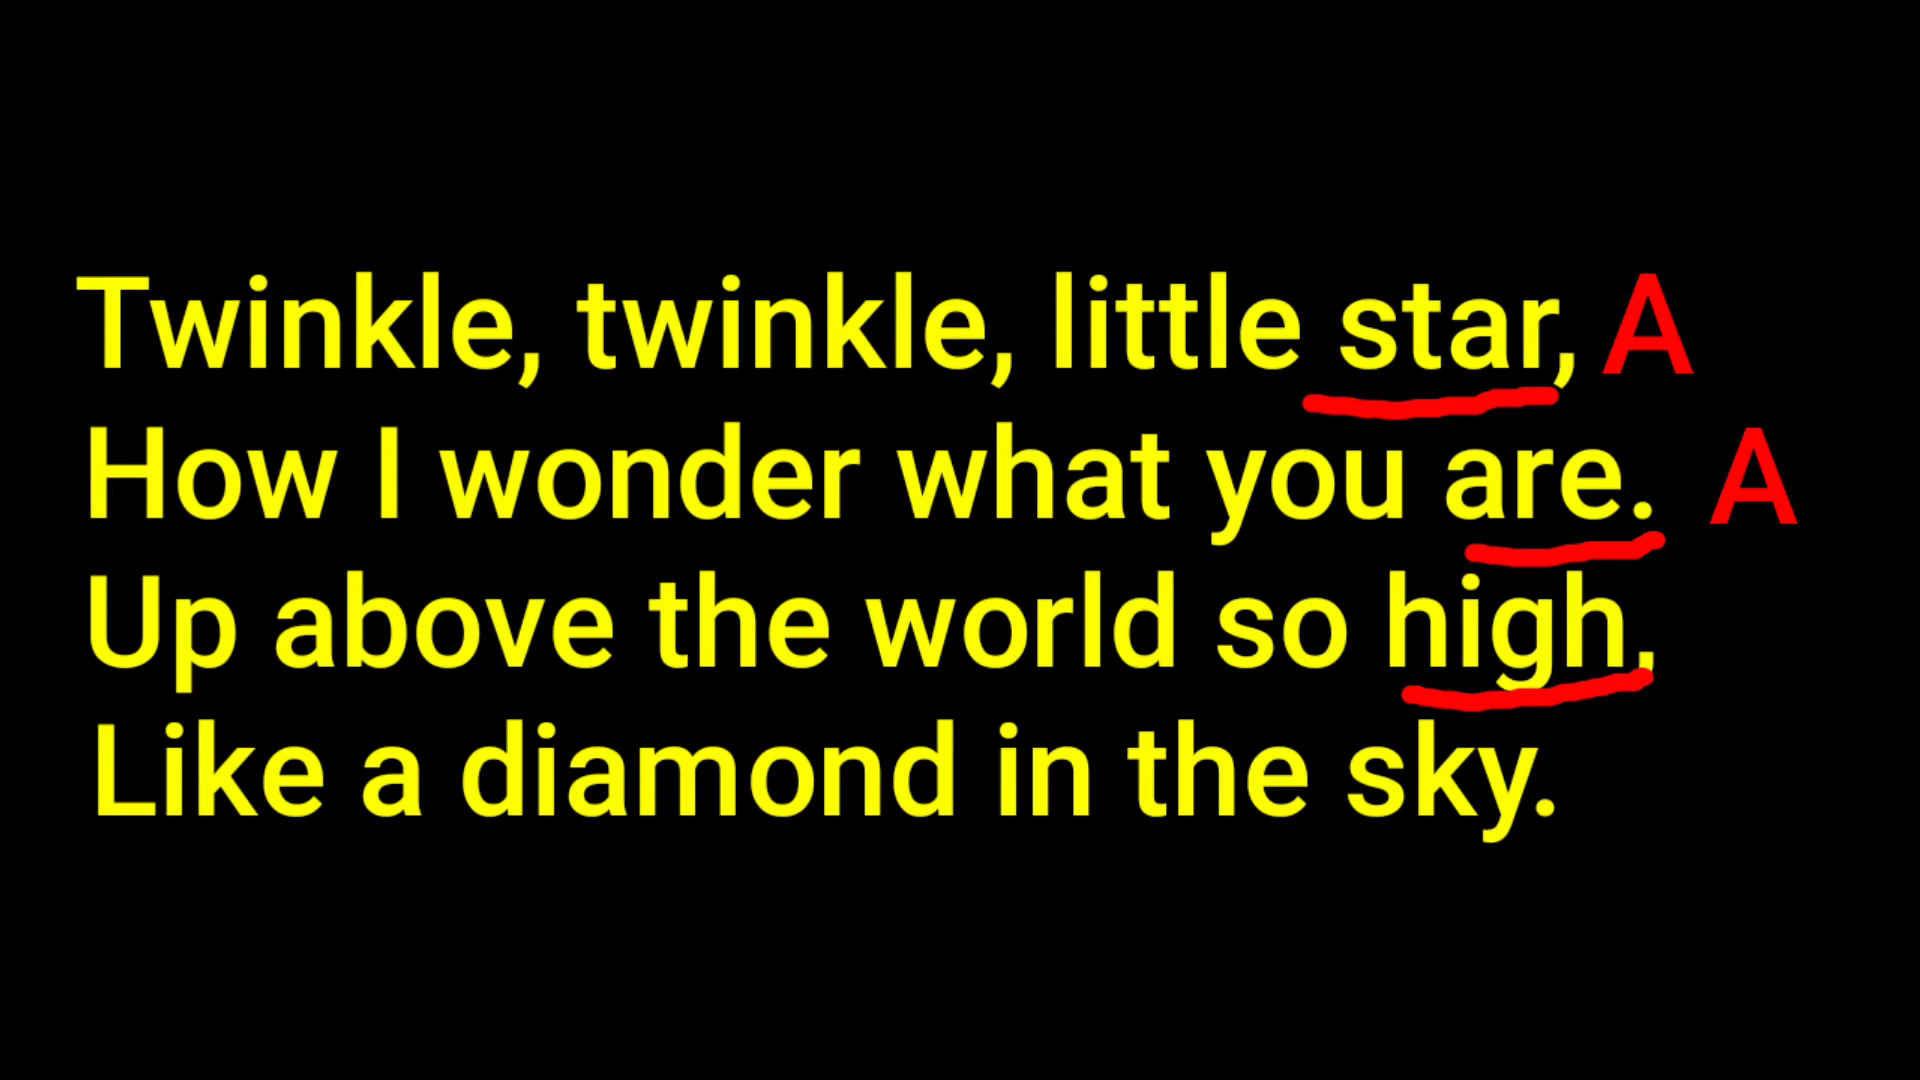 Twinkle, twinkle, little star, A
How I wonder what you are. A
Up above the world so high,
Like a diamond in the sky.